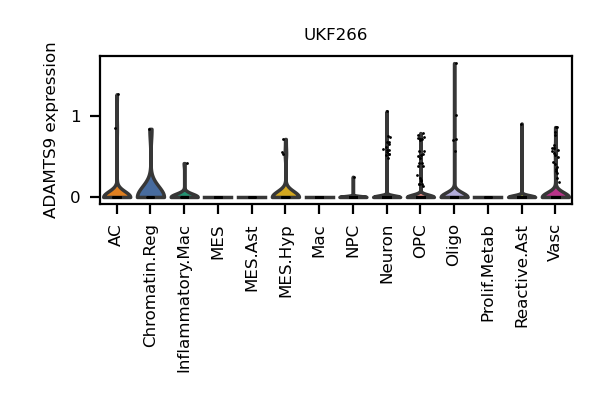 UKF266
ADAMTS9 expression
1
0
AC
Chromatin.Reg
Inflammatory.Mac
MES
MES.Ast
MES.Hyp
Mac
NPC
Neuron
OPC
Oligo
Prolif.Metab
Reactive.Ast
Vasc